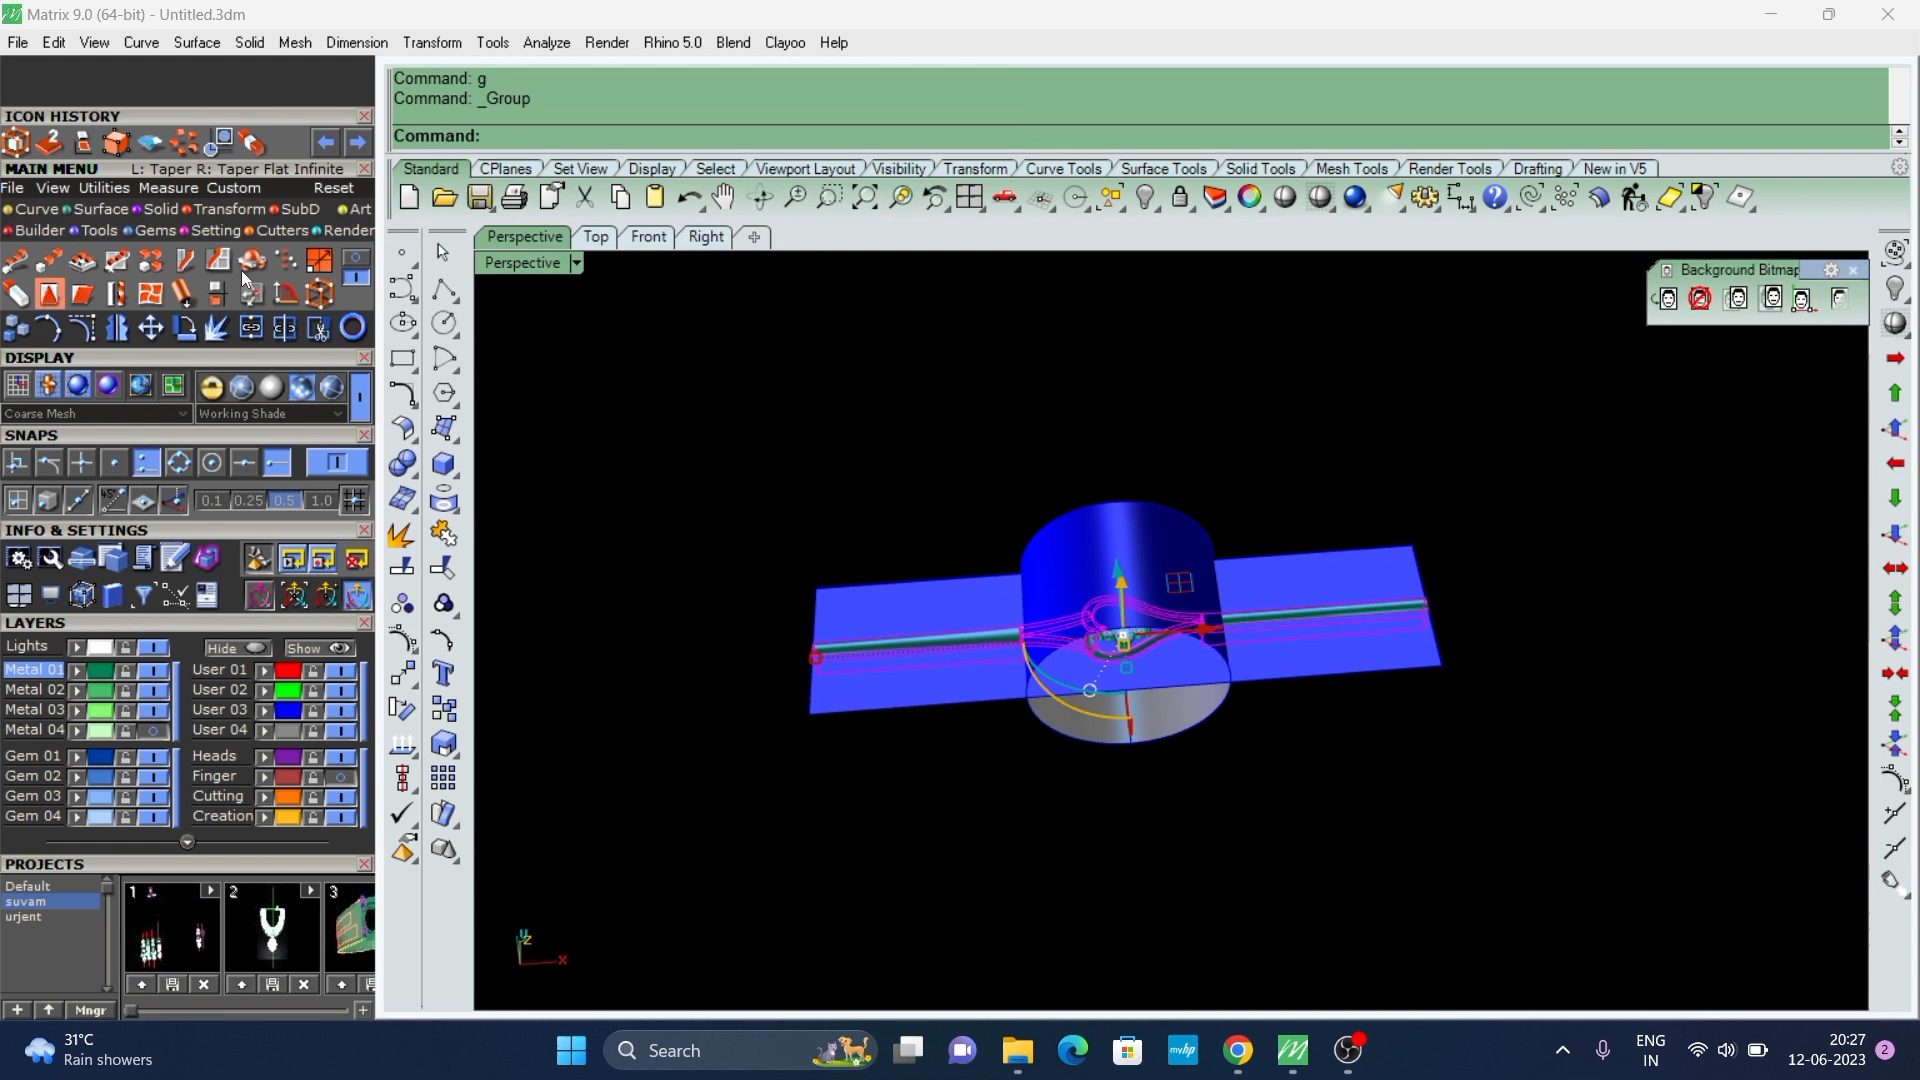 Matrix 9.0 (64-bit) - Untitled.3dm
File Edit View Curve Surface Solid Mesh Dimension Transform Tools Analyze Render Rhino 5.0 Blend Clayoo Help
Command: g
Command: _Group
Command:
ICON HISTORY
MAIN MENU L: Taper R: Taper Flat Infinite
File View Utilities Measure Custom Reset
Curve Surface Solid Transform SubD Art
Builder Tools Gems Setting Cutters Render
Standard CPlanes Set View Display Select Viewport Layout Visibility Transform Curve Tools Surface Tools Solid Tools Mesh Tools Render Tools Drafting New in V5
Perspective Top Front Right
Perspective
Background Bitmap
DISPLAY
Coarse Mesh Working Shade
SNAPS
0.1 0.25 0.5 1.0
INFO & SETTINGS
LAYERS
Lights Hide Show
Metal 01 User 01
Metal 02 User 02
Metal 03 User 03
Metal 04 User 04
Gem 01 Heads
Gem 02 Finger
Gem 03 Cutting
Gem 04 Creation
PROJECTS
Default
suvam
urjent
1 2 3
Mngr
z x
31°C
Rain showers
Search
myhp
ENG
IN
20:27
12-06-2023
2